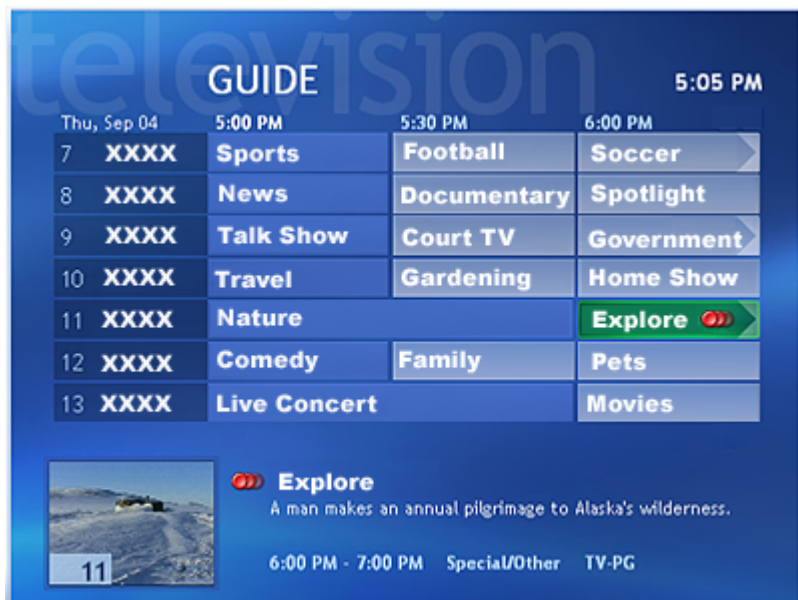 television
GUIDE 5:05 PM
Thu, Sep 04 5:00 PM 5:30 PM 6:00 PM
7 XXXX Sports Football Soccer
8 XXXX News Documentary Spotlight
9 XXXX Talk Show Court TV Government
10 XXXX Travel Gardening Home Show
11 XXXX Nature Explore
12 XXXX Comedy Family Pets
13 XXXX Live Concert Movies
Explore
A man makes an annual pilgrimage to Alaska's wilderness.
11 6:00 PM - 7:00 PM Special/Other TV-PG